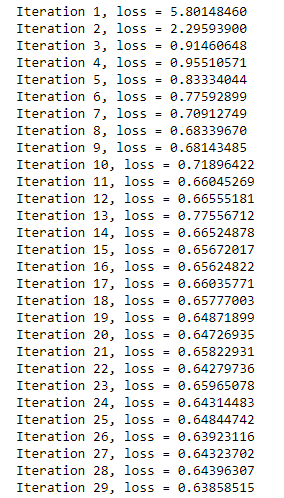 Iteration 1, loss = 5.80148460
Iteration 2, loss = 2.29593900
Iteration 3, loss = 0.91460648
Iteration 4, loss = 0.95510571
Iteration 5, loss = 0.83334044
Iteration 6, loss = 0.77592899
Iteration 7, loss = 0.70912749
Iteration 8, loss = 0.68339670
Iteration 9, loss = 0.68143485
Iteration 10, loss = 0.71896422
Iteration 11, loss = 0.66045269
Iteration 12, loss = 0.66555181
Iteration 13, loss = 0.77556712
Iteration 14, loss = 0.66524878
Iteration 15, loss = 0.65672017
Iteration 16, loss = 0.65624822
Iteration 17, loss = 0.66035771
Iteration 18, loss = 0.65777003
Iteration 19, loss = 0.64871899
Iteration 20, loss = 0.64726935
Iteration 21, loss = 0.65822931
Iteration 22, loss = 0.64279736
Iteration 23, loss = 0.65965078
Iteration 24, loss = 0.64314483
Iteration 25, loss = 0.64844742
Iteration 26, loss = 0.63923116
Iteration 27, loss = 0.64323702
Iteration 28, loss = 0.64396307
Iteration 29, loss = 0.63858515